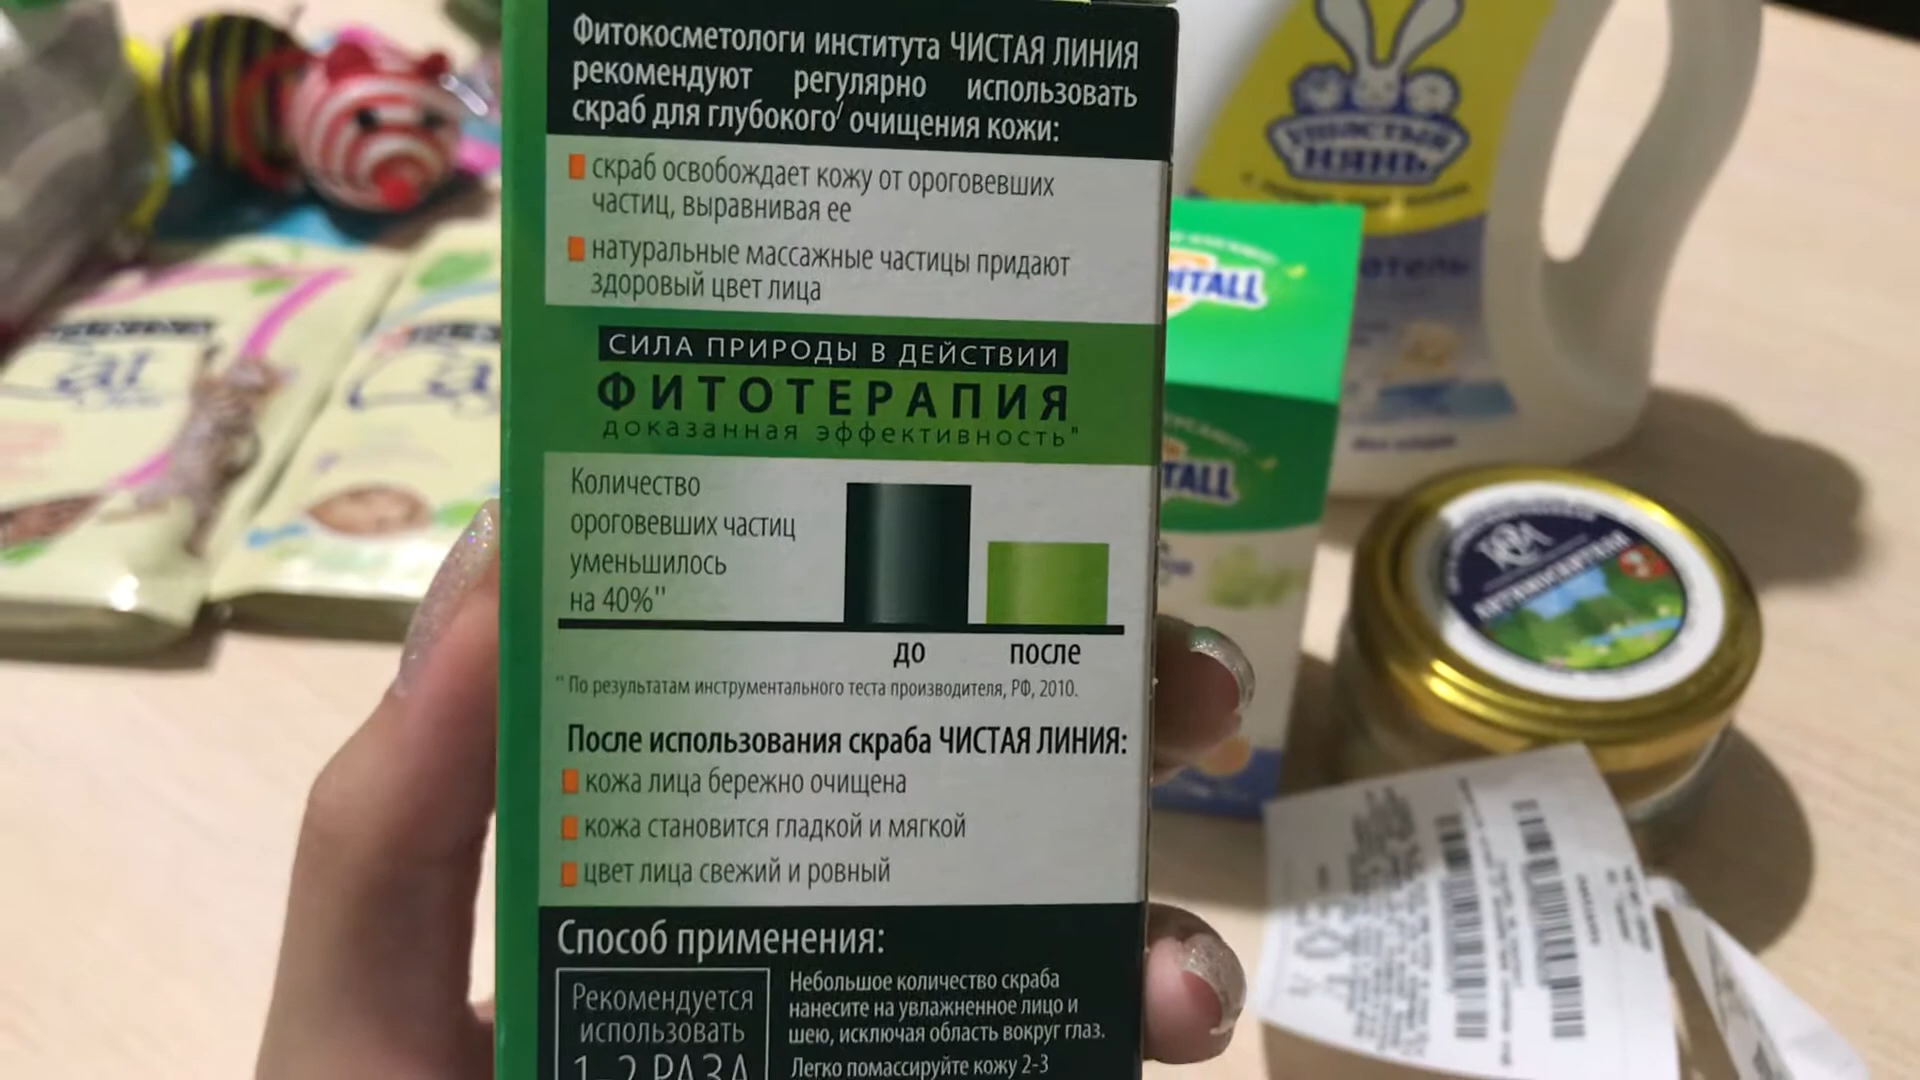 Фитокосметологи института ЧИСТАЯ ЛИНИЯ
рекомендуют регулярно использовать
скраб для глубокого' очищения кожи:
скраб освобождает кожу от ороговевших
частиц, выравнивая ее
натуральные массажные частицы придают
здоровый цвет лица
СИЛА ПРИРОДЫ В ДЕЙСТВИИ
ФИТОТЕРАПИЯ
доказанная эффективность"
Количество
ороговевших частиц
уменьшилось
на 40%"
до после
" По результатам инструментального теста производителя, РФ, 2010.
После использования скраба ЧИСТАЯ ЛИНИЯ:
кожа лица бережно очищена
кожа становится гладкой и мягкой
цвет лица свежий и ровный
Способ применения:
Рекомендуется
использовать
1-2 РАЗА
Небольшое количество скраба
нанесите на увлажненное лицо и
шею, исключая область вокруг глаз.
Легко помассируйте кожу 2-3
УШАСТЫЙ
НЯНЬ
Cat